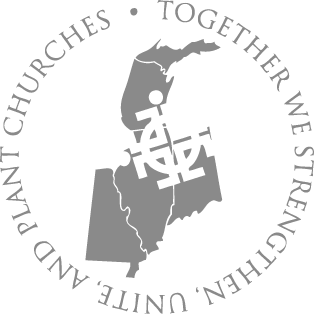 TOGETHER WE STRENGTHEN, UNITE, AND PLANT CHURCHES •